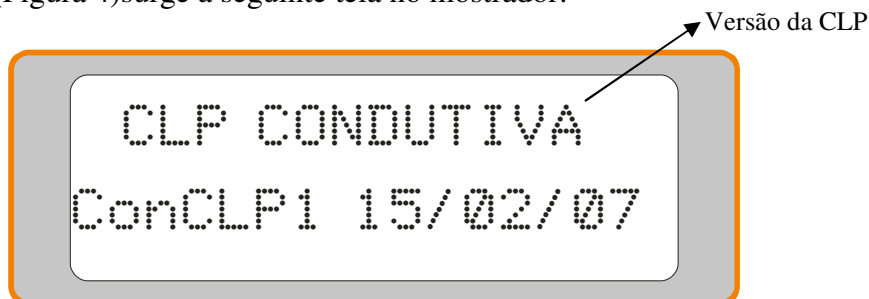 (Figura 4)surge a seguinte tela no mostrador:
Versão da CLP
CLP CONDUTIVA
ConCLP1 15/02/07